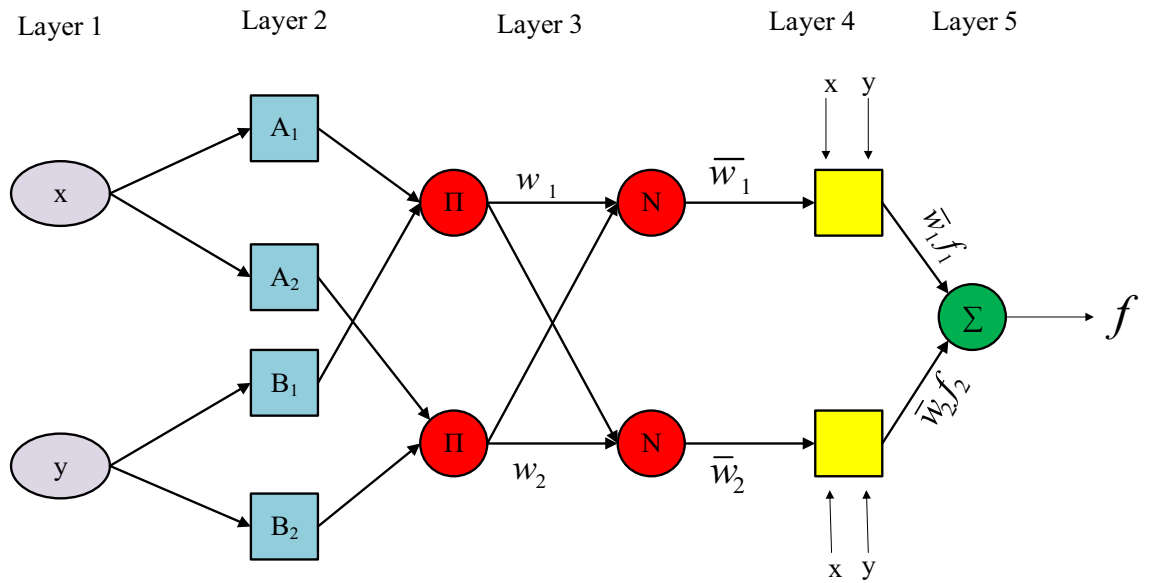 Layer 1 Layer 2 Layer 3 Layer 4 Layer 5
x y
A₁
x
Π w ₁ N w̅ ₁
w̅₁f₁
A₂
Σ f
B₁
w̅₂f₂
y
Π w₂ N w̅₂
B₂
x y